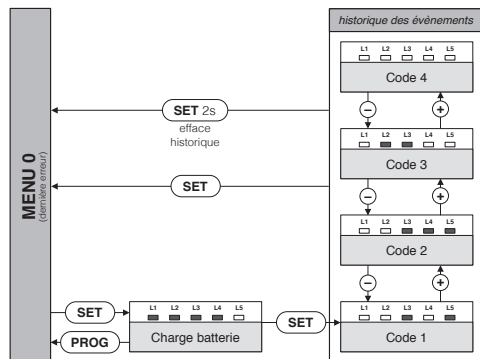 historique des évènements
L1 L2 L3 L4 L5
Code 4
− +
SET 2s
efface
historique
L1 L2 L3 L4 L5
Code 3
SET
− +
L1 L2 L3 L4 L5
Code 2
− +
MENU 0
(dernière erreur)
SET
PROG
L1 L2 L3 L4 L5
Charge batterie
SET
L1 L2 L3 L4 L5
Code 1